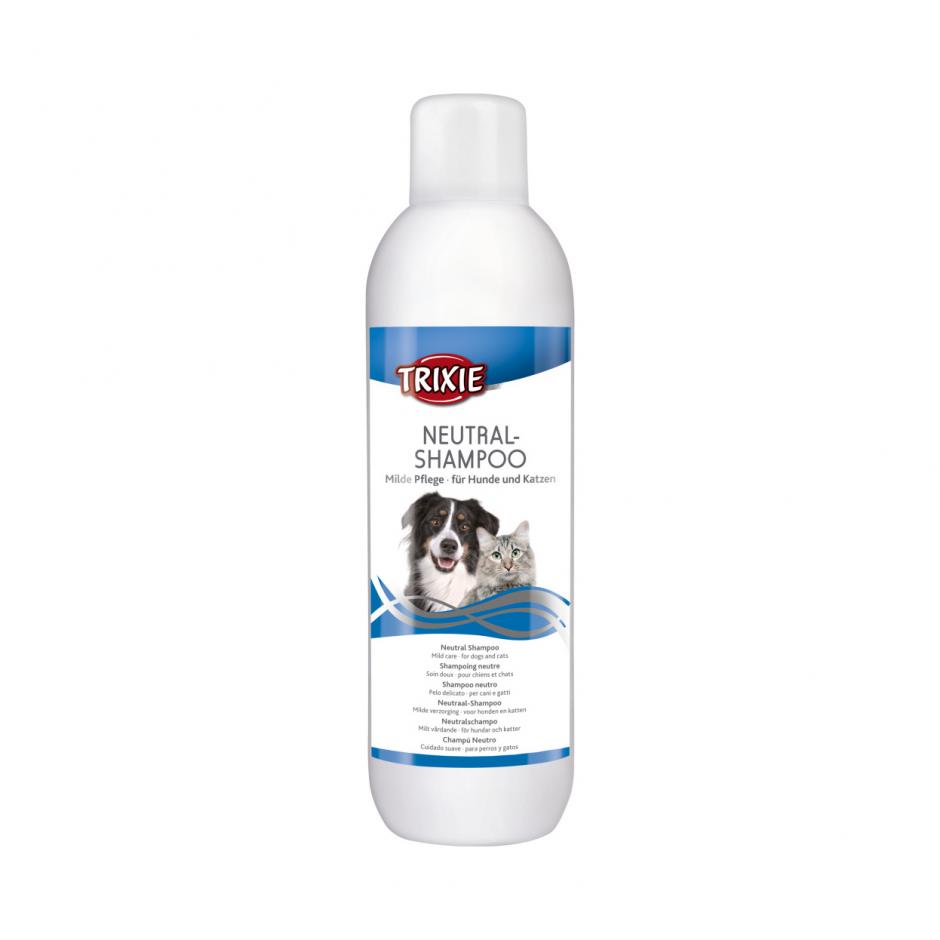 TRIXIE
NEUTRAL-
SHAMPOO
Milde Pflege · für Hunde und Katzen
Neutral Shampoo
Mild care · for dogs and cats
Shampoing neutre
Soin doux · pour chiens et chats
Shampoo neutro
Pelo delicato · per cani e gatti
Neutraal-Shampoo
Milde verzorging · voor honden en katten
Neutralschampo
Milt vårdande · för hundar och katter
Champú Neutro
Cuidado suave · para perros y gatos